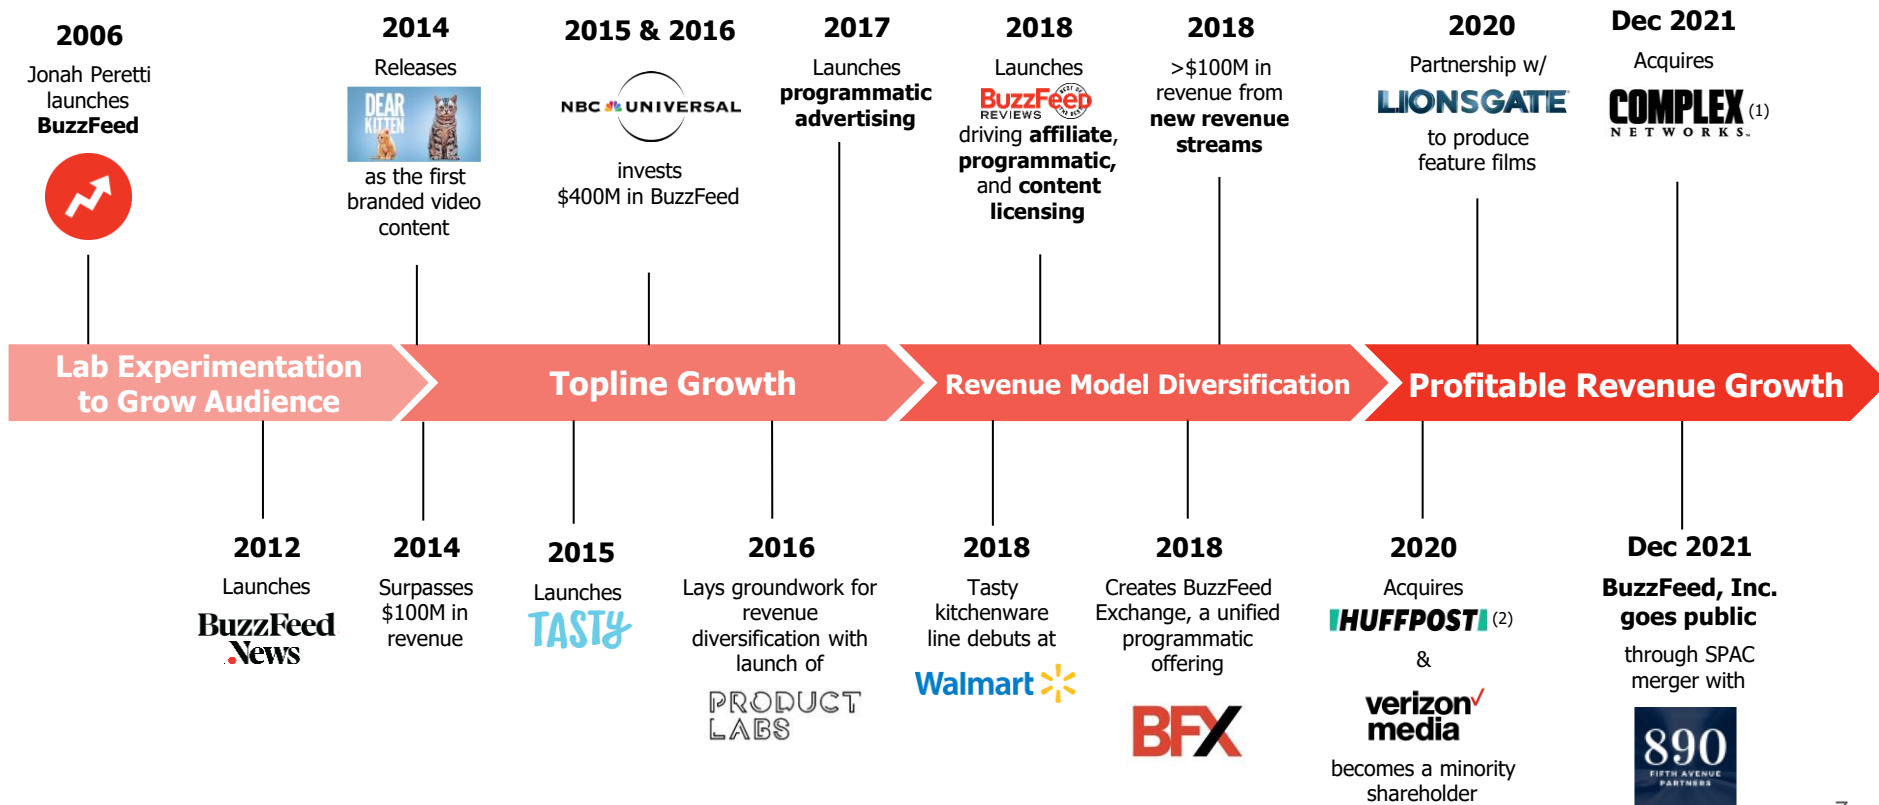 2006
Jonah Peretti
launches
BuzzFeed
2014
Releases
DEAR
KITTEN
as the first
branded video
content
2015 & 2016
NBC UNIVERSAL
invests
$400M in BuzzFeed
2017
Launches
programmatic
advertising
2018
Launches
BuzzFeed
REVIEWS
BEST OF
THE BEST
driving affiliate,
programmatic,
and content
licensing
2018
>$100M in
revenue from
new revenue
streams
2020
Partnership w/
LIONSGATE
to produce
feature films
Dec 2021
Acquires
COMPLEX (1)
NETWORKS
Lab Experimentation
to Grow Audience
Topline Growth
Revenue Model Diversification
Profitable Revenue Growth
2012
Launches
BuzzFeed
News
2014
Surpasses
$100M in
revenue
2015
Launches
TASTY
2016
Lays groundwork for
revenue
diversification with
launch of
PRODUCT
LABS
2018
Tasty
kitchenware
line debuts at
Walmart
2018
Creates BuzzFeed
Exchange, a unified
programmatic
offering
BFX
2020
Acquires
HUFFPOST (2)
&
verizon
media
becomes a minority
shareholder
Dec 2021
BuzzFeed, Inc.
goes public
through SPAC
merger with
890
FIFTH AVENUE
PARTNERS